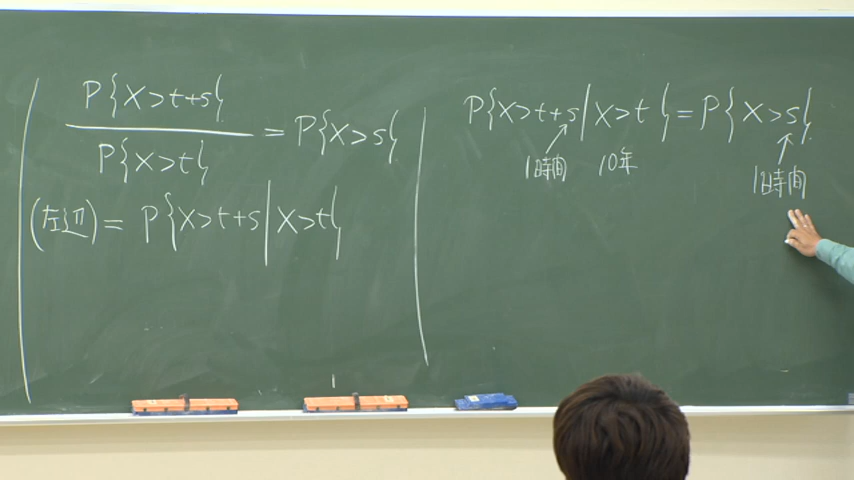 P{X>t+s}
P{X>t}
= P{X>s}
(左辺) = P{X>t+s|X>t}
P{X>t+s|X>t} = P{X>s}
1時間 10年 1時間